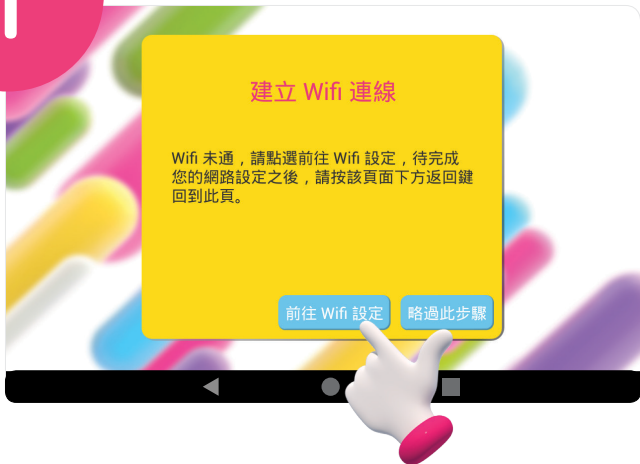 建立 Wifi 連線
Wifi 未通，請點選前往 Wifi 設定，待完成
您的網路設定之後，請按該頁面下方返回鍵
回到此頁。
前往 Wifi 設定
略過此步驟